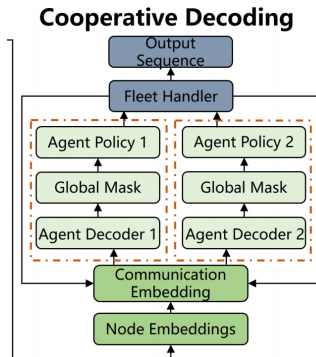 Cooperative Decoding
Output
Sequence
Fleet Handler
Agent Policy 1
Global Mask
Agent Decoder 1
Agent Policy 2
Global Mask
Agent Decoder 2
Communication
Embedding
Node Embeddings